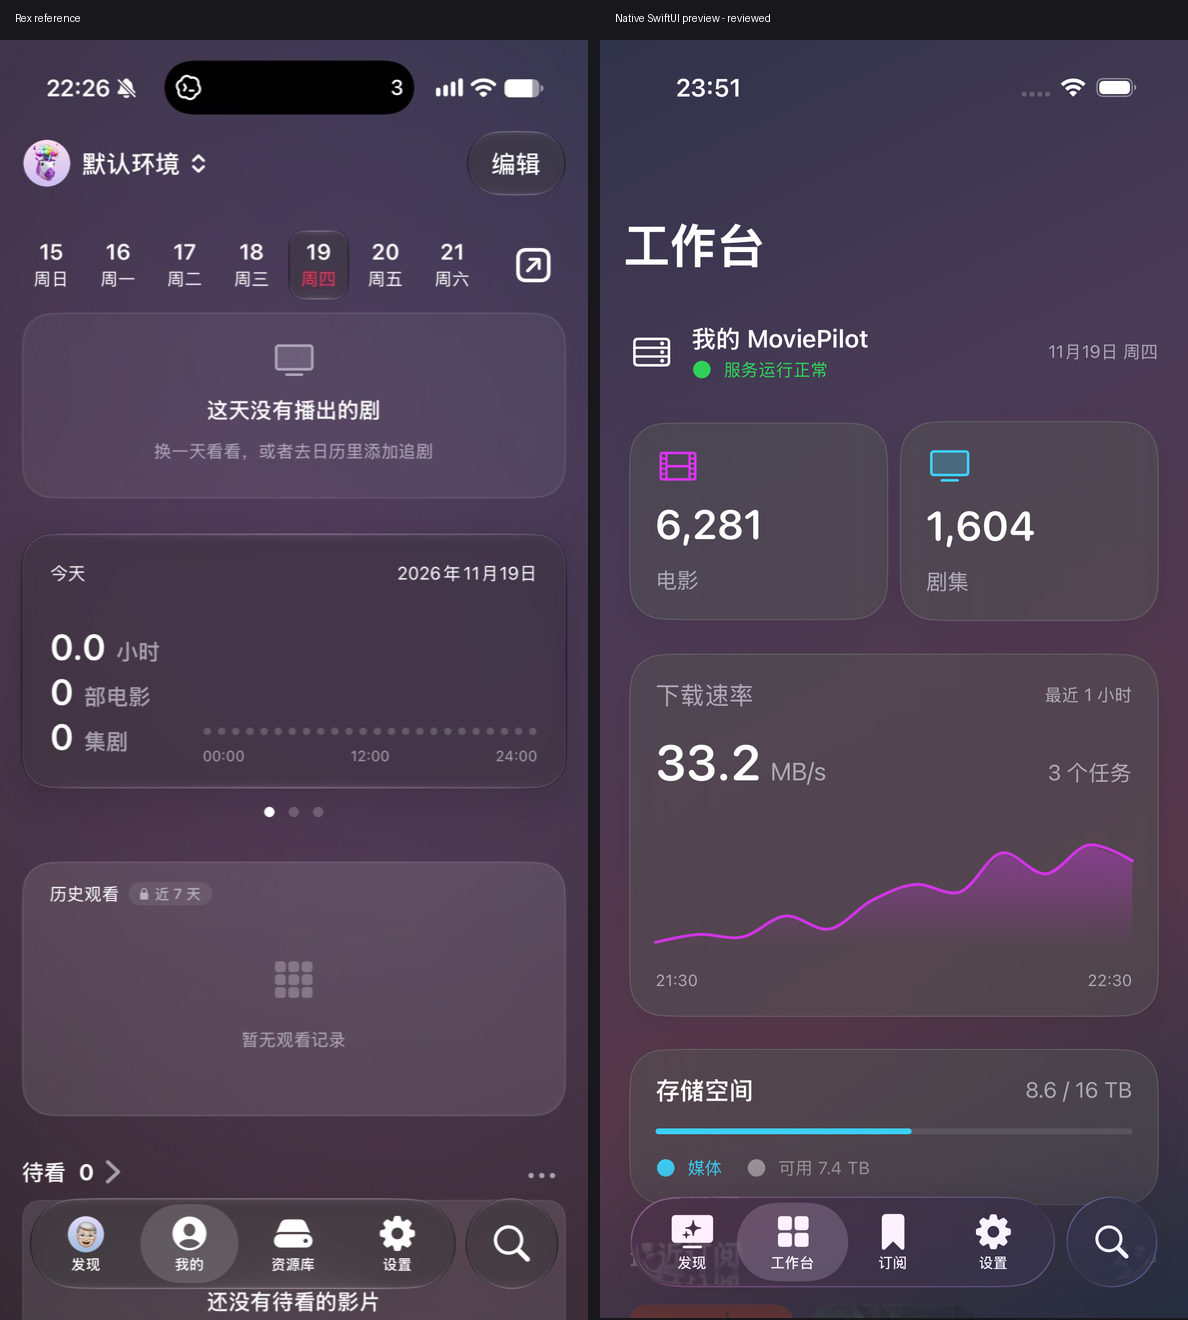 Rex reference
22:26
3
默认环境
编辑
15 16 17 18 19 20 21
周日 周一 周二 周三 周四 周五 周六
这天没有播出的剧
换一天看看，或者去日历里添加追剧
今天
2026年11月19日
0.0 小时
0 部电影
0 集剧
00:00 12:00 24:00
历史观看
近 7 天
暂无观看记录
待看 0
发现 我的 资源库 设置
还没有待看的影片
Native SwiftUI preview - reviewed
23:51
工作台
我的 MoviePilot
服务运行正常
11月19日 周四
6,281
电影
1,604
剧集
下载速率
最近 1 小时
33.2 MB/s
3 个任务
21:30 22:30
存储空间
8.6 / 16 TB
媒体
可用 7.4 TB
发现 工作台 订阅 设置